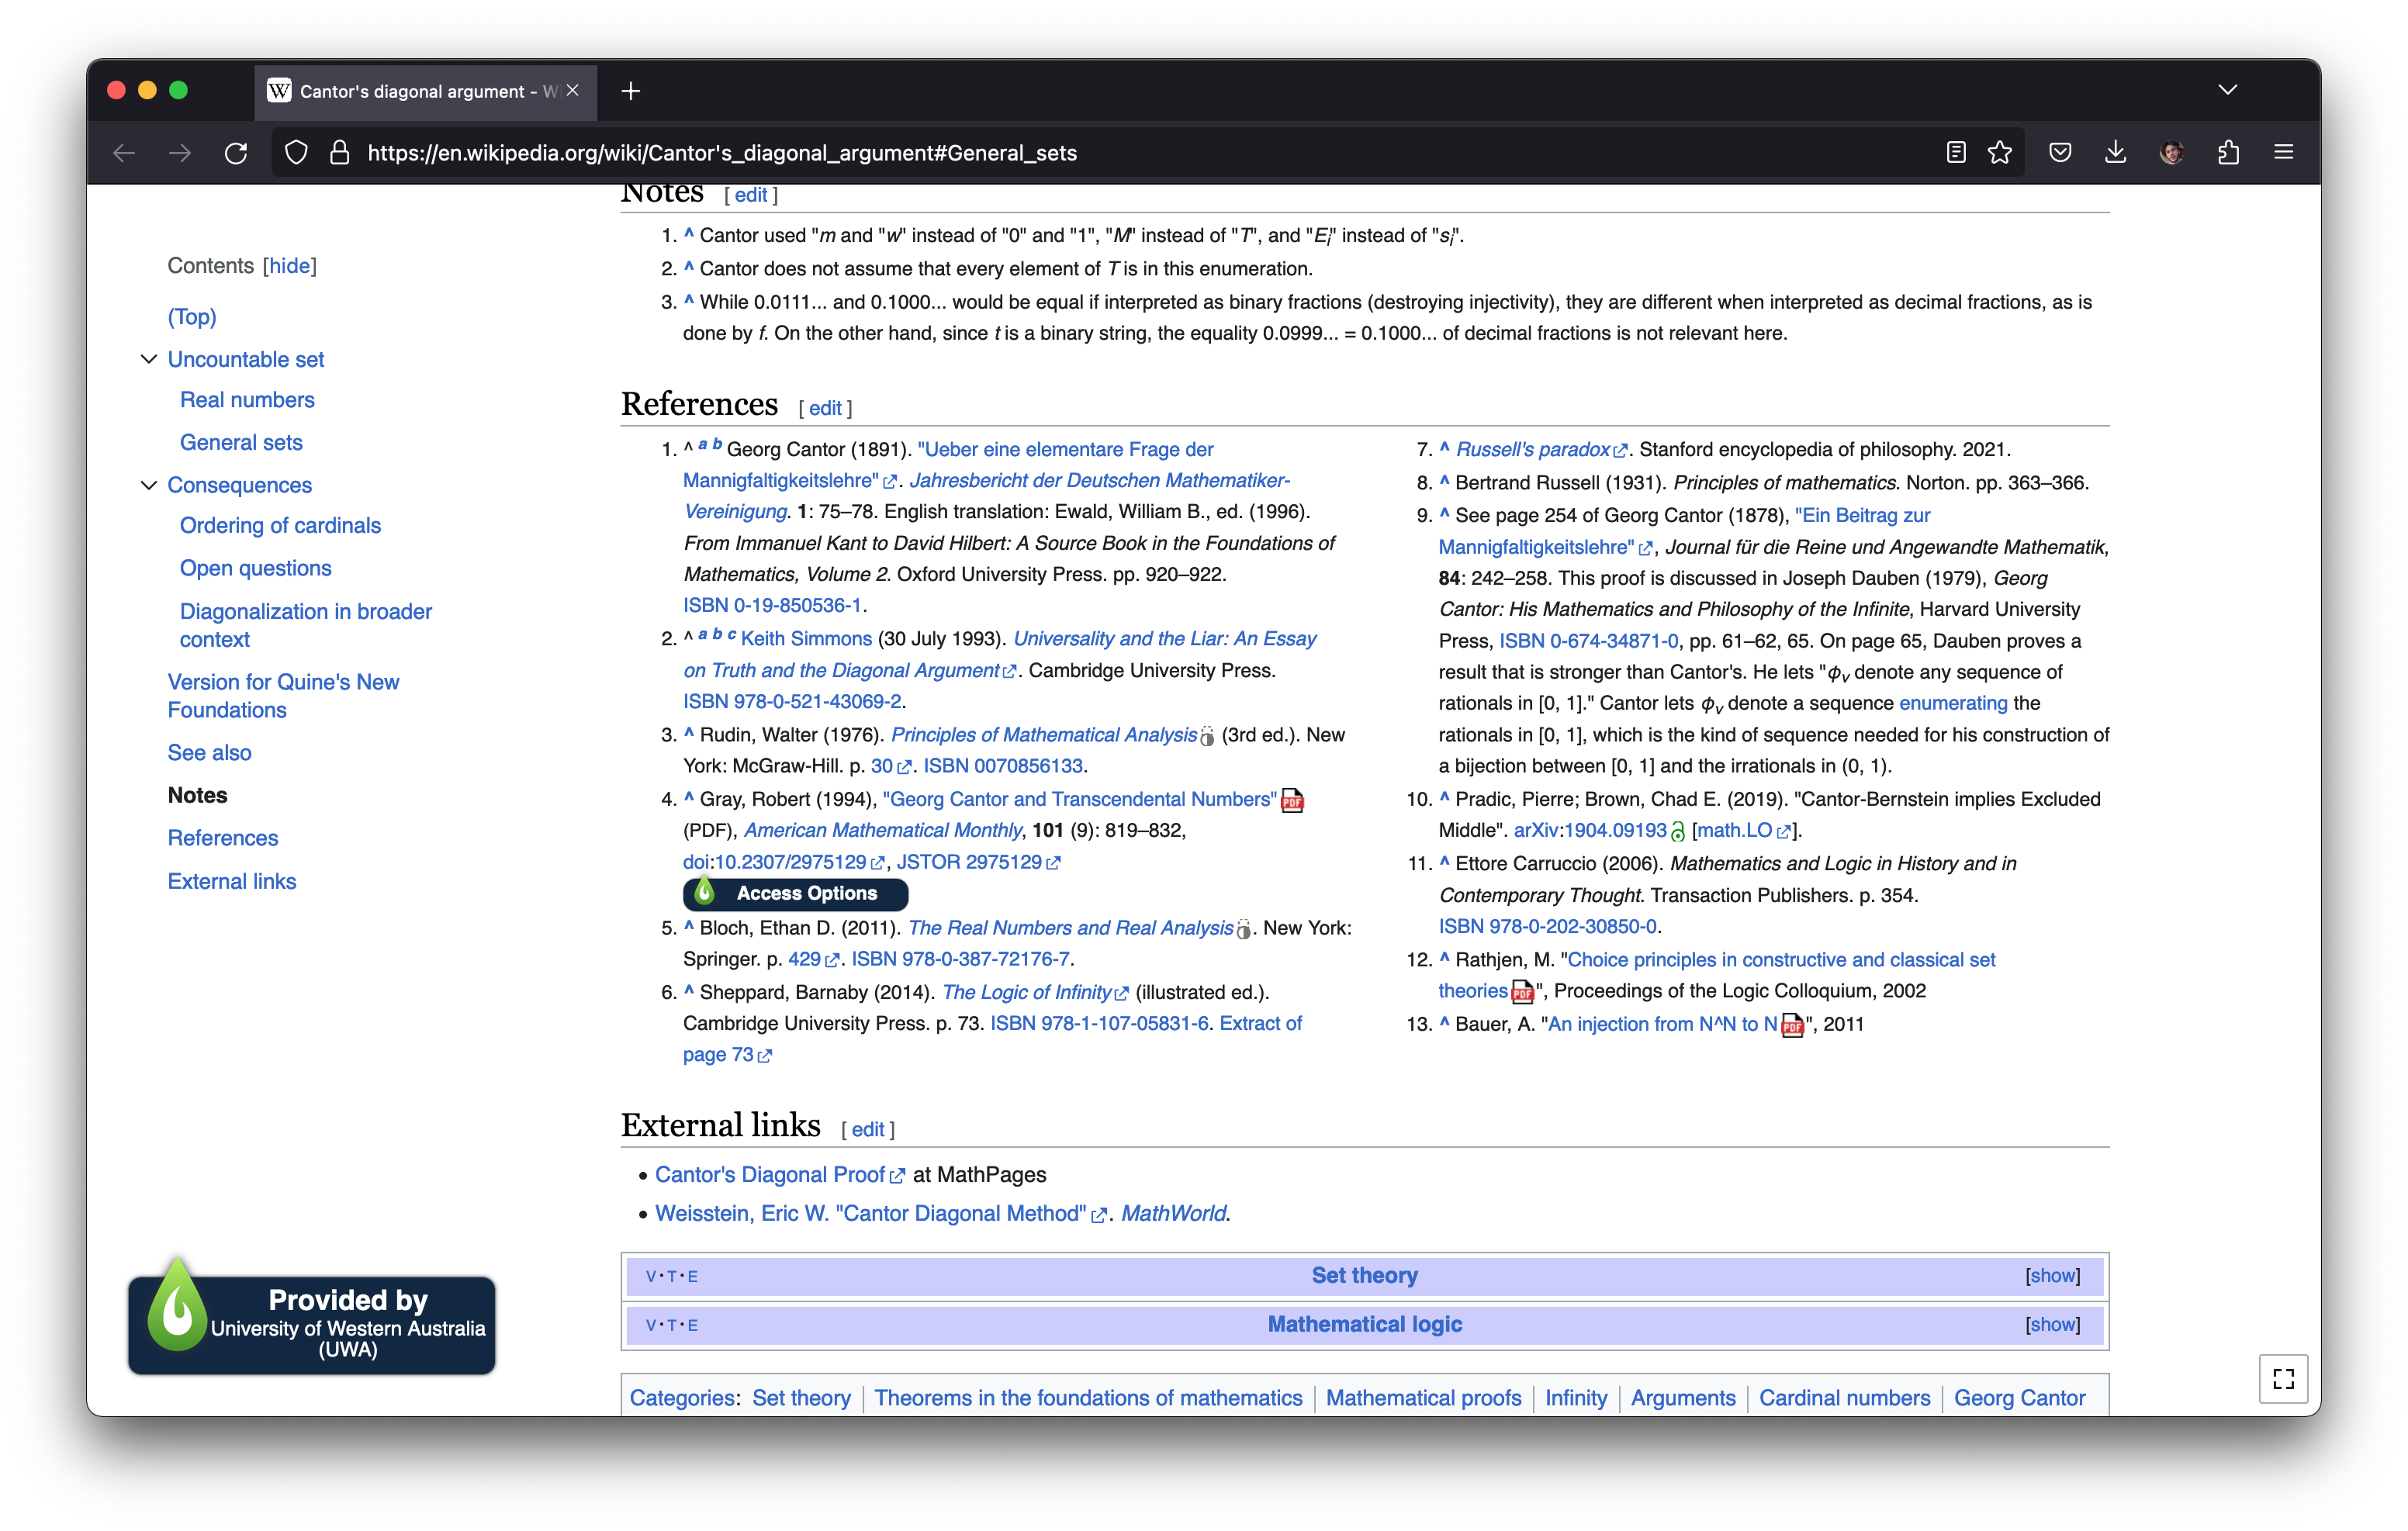 Cantor's diagonal argument - W
https://en.wikipedia.org/wiki/Cantor's_diagonal_argument#General_sets
Contents [hide]
(Top)
Uncountable set
Real numbers
General sets
Consequences
Ordering of cardinals
Open questions
Diagonalization in broader
context
Version for Quine's New
Foundations
See also
Notes
References
External links
Provided by
University of Western Australia
(UWA)
Notes [ edit ]
1. ^ Cantor used "m and "w" instead of "0" and "1", "M" instead of "T", and "Ei" instead of "si".
2. ^ Cantor does not assume that every element of T is in this enumeration.
3. ^ While 0.0111... and 0.1000... would be equal if interpreted as binary fractions (destroying injectivity), they are different when interpreted as decimal fractions, as is
done by f. On the other hand, since t is a binary string, the equality 0.0999... = 0.1000... of decimal fractions is not relevant here.
References [ edit ]
1. ^ a b Georg Cantor (1891). "Ueber eine elementare Frage der
Mannigfaltigkeitslehre". Jahresbericht der Deutschen Mathematiker-
Vereinigung. 1: 75–78. English translation: Ewald, William B., ed. (1996).
From Immanuel Kant to David Hilbert: A Source Book in the Foundations of
Mathematics, Volume 2. Oxford University Press. pp. 920–922.
ISBN 0-19-850536-1.
2. ^ a b c Keith Simmons (30 July 1993). Universality and the Liar: An Essay
on Truth and the Diagonal Argument. Cambridge University Press.
ISBN 978-0-521-43069-2.
3. ^ Rudin, Walter (1976). Principles of Mathematical Analysis (3rd ed.). New
York: McGraw-Hill. p. 30. ISBN 0070856133.
4. ^ Gray, Robert (1994), "Georg Cantor and Transcendental Numbers" PDF
(PDF), American Mathematical Monthly, 101 (9): 819–832,
doi:10.2307/2975129, JSTOR 2975129
Access Options
5. ^ Bloch, Ethan D. (2011). The Real Numbers and Real Analysis. New York:
Springer. p. 429. ISBN 978-0-387-72176-7.
6. ^ Sheppard, Barnaby (2014). The Logic of Infinity (illustrated ed.).
Cambridge University Press. p. 73. ISBN 978-1-107-05831-6. Extract of
page 73
7. ^ Russell's paradox. Stanford encyclopedia of philosophy. 2021.
8. ^ Bertrand Russell (1931). Principles of mathematics. Norton. pp. 363–366.
9. ^ See page 254 of Georg Cantor (1878), "Ein Beitrag zur
Mannigfaltigkeitslehre", Journal für die Reine und Angewandte Mathematik,
84: 242–258. This proof is discussed in Joseph Dauben (1979), Georg
Cantor: His Mathematics and Philosophy of the Infinite, Harvard University
Press, ISBN 0-674-34871-0, pp. 61–62, 65. On page 65, Dauben proves a
result that is stronger than Cantor's. He lets "φν denote any sequence of
rationals in [0, 1]." Cantor lets φν denote a sequence enumerating the
rationals in [0, 1], which is the kind of sequence needed for his construction of
a bijection between [0, 1] and the irrationals in (0, 1).
10. ^ Pradic, Pierre; Brown, Chad E. (2019). "Cantor-Bernstein implies Excluded
Middle". arXiv:1904.09193 [math.LO].
11. ^ Ettore Carruccio (2006). Mathematics and Logic in History and in
Contemporary Thought. Transaction Publishers. p. 354.
ISBN 978-0-202-30850-0.
12. ^ Rathjen, M. "Choice principles in constructive and classical set
theories PDF", Proceedings of the Logic Colloquium, 2002
13. ^ Bauer, A. "An injection from N^N to N PDF", 2011
External links [ edit ]
• Cantor's Diagonal Proof at MathPages
• Weisstein, Eric W. "Cantor Diagonal Method". MathWorld.
V·T·E Set theory [show]
V·T·E Mathematical logic [show]
Categories: Set theory | Theorems in the foundations of mathematics | Mathematical proofs | Infinity | Arguments | Cardinal numbers | Georg Cantor